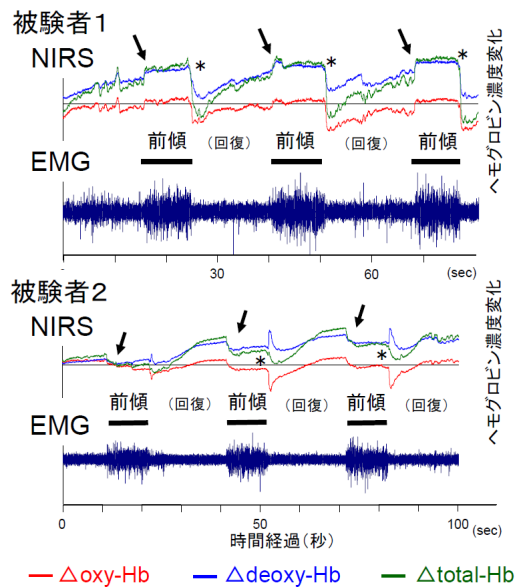 被験者1
NIRS
* * *
前傾 (回復) 前傾 (回復) 前傾
ヘモグロビン濃度変化
EMG
- 30 60 (sec)
被験者2
NIRS
* *
前傾 (回復) 前傾 (回復) 前傾 (回復)
ヘモグロビン濃度変化
EMG
0 50 100 (sec)
時間経過(秒)
△oxy-Hb △deoxy-Hb △total-Hb